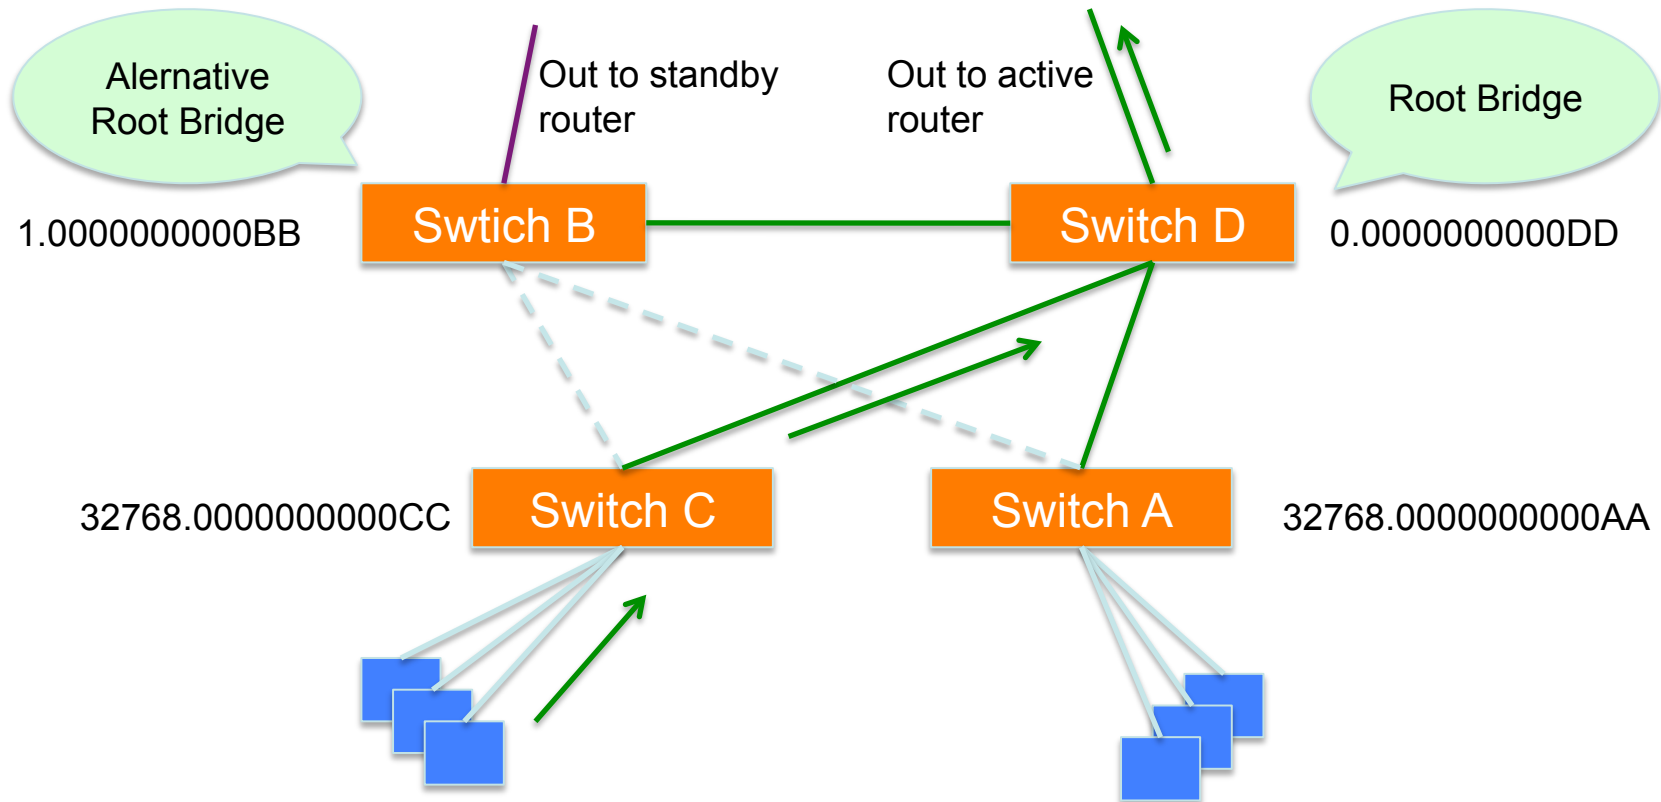 Alernative
Root Bridge
Out to standby
router
Out to active
router
Root Bridge
1.0000000000BB
Swtich B
Switch D
0.0000000000DD
32768.0000000000CC
Switch C
Switch A
32768.0000000000AA